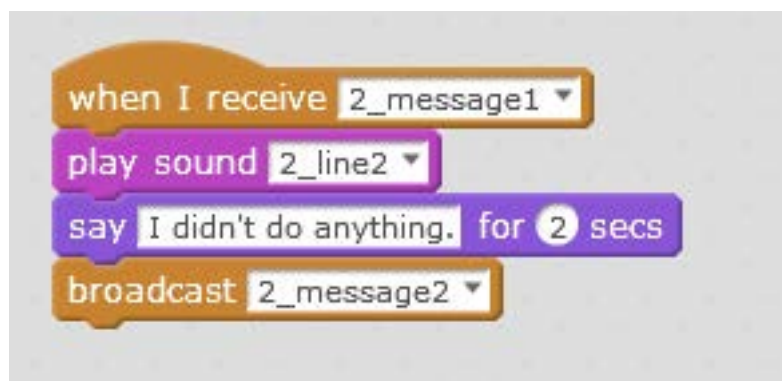 when I receive 2_message1
play sound 2_line2
say I didn't do anything. for 2 secs
broadcast 2_message2